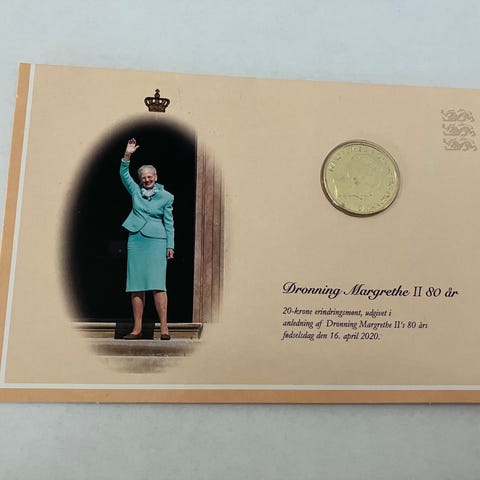 Dronning Margrethe II 80 år
20-krone erindringsmønt, udgivet i
anledning af Dronning Margrethe II's 80 års
fødselsdag den 16. april 2020.